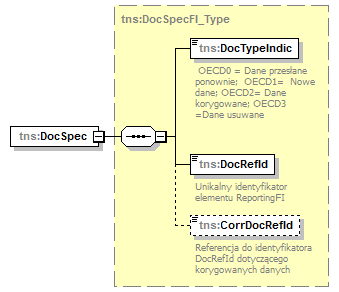 tns:DocSpecFI_Type
tns:DocTypeIndic
OECD0 = Dane przesłane
ponownie; OECD1= Nowe
dane; OECD2= Dane
korygowane; OECD3
=Dane usuwane
tns:DocSpec
tns:DocRefId
Unikalny identyfikator
elementu ReportingFI
tns:CorrDocRefId
Referencja do identyfikatora
DocRefId dotyczącego
korygowanych danych